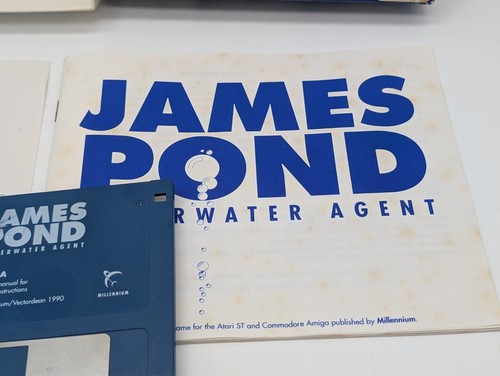 JAMES
POND
WATER AGENT
ame for the Atari ST and Commodore Amiga published by Millennium.
JAMES
POND
ERWATER AGENT
A
manual for
structions
um/Vectordean 1990
MILLENNIUM